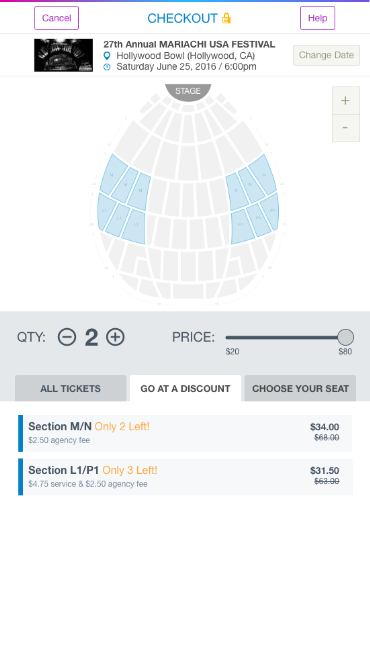 Cancel
CHECKOUT
Help
27th Annual MARIACHI USA FESTIVAL
Hollywood Bowl (Hollywood, CA)
Saturday June 25, 2016 / 6:00pm
Change Date
STAGE
+
-
QTY: 2
PRICE:
$20 $80
ALL TICKETS
GO AT A DISCOUNT
CHOOSE YOUR SEAT
Section M/N Only 2 Left! $34.00
$2.50 agency fee $68.00
Section L1/P1 Only 3 Left! $31.50
$4.75 service & $2.50 agency fee $63.00